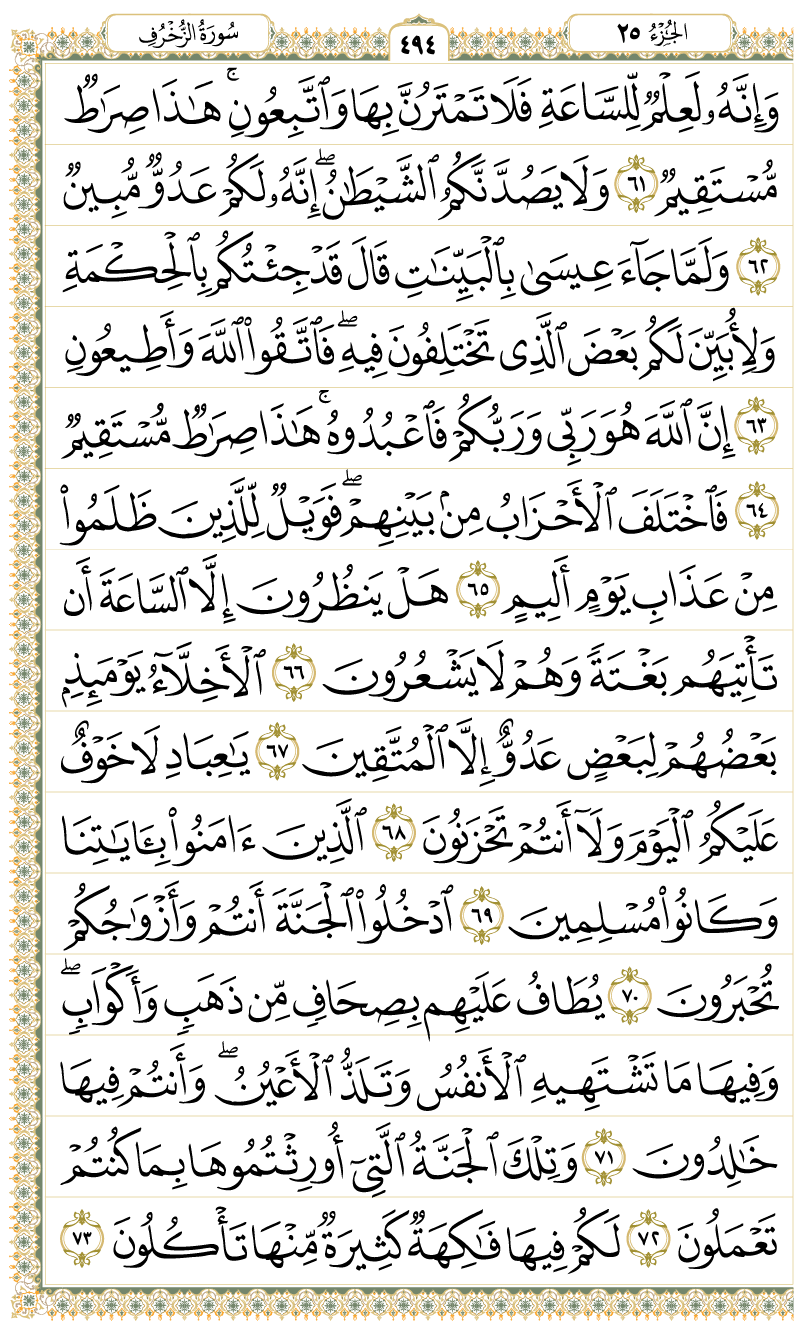 سُورَةُ الزُّخْرُفِ
٤٩٤
الجُزْءُ ٢٥
وَإِنَّهُۥ لَعِلْمٌ لِّلسَّاعَةِ فَلَا تَمْتَرُنَّ بِهَا وَٱتَّبِعُونِ ۚ هَـٰذَا صِرَٰطٌ
مُّسْتَقِيمٌ ٦١ وَلَا يَصُدَّنَّكُمُ ٱلشَّيْطَـٰنُ ۖ إِنَّهُۥ لَكُمْ عَدُوٌّ مُّبِينٌ
٦٢ وَلَمَّا جَآءَ عِيسَىٰ بِٱلْبَيِّنَـٰتِ قَالَ قَدْ جِئْتُكُم بِٱلْحِكْمَةِ
وَلِأُبَيِّنَ لَكُم بَعْضَ ٱلَّذِى تَخْتَلِفُونَ فِيهِ ۖ فَٱتَّقُوا۟ ٱللَّهَ وَأَطِيعُونِ
٦٣ إِنَّ ٱللَّهَ هُوَ رَبِّى وَرَبُّكُمْ فَٱعْبُدُوهُ ۚ هَـٰذَا صِرَٰطٌ مُّسْتَقِيمٌ
٦٤ فَٱخْتَلَفَ ٱلْأَحْزَابُ مِنۢ بَيْنِهِمْ ۖ فَوَيْلٌ لِّلَّذِينَ ظَلَمُوا۟
مِنْ عَذَابِ يَوْمٍ أَلِيمٍ ٦٥ هَلْ يَنظُرُونَ إِلَّا ٱلسَّاعَةَ أَن
تَأْتِيَهُم بَغْتَةً وَهُمْ لَا يَشْعُرُونَ ٦٦ ٱلْأَخِلَّآءُ يَوْمَئِذٍۭ
بَعْضُهُمْ لِبَعْضٍ عَدُوٌّ إِلَّا ٱلْمُتَّقِينَ ٦٧ يَـٰعِبَادِ لَا خَوْفٌ
عَلَيْكُمُ ٱلْيَوْمَ وَلَآ أَنتُمْ تَحْزَنُونَ ٦٨ ٱلَّذِينَ ءَامَنُوا۟ بِـَٔايَـٰتِنَا
وَكَانُوا۟ مُسْلِمِينَ ٦٩ ٱدْخُلُوا۟ ٱلْجَنَّةَ أَنتُمْ وَأَزْوَٰجُكُمْ
تُحْبَرُونَ ٧٠ يُطَافُ عَلَيْهِم بِصِحَافٍ مِّن ذَهَبٍ وَأَكْوَابٍ ۖ
وَفِيهَا مَا تَشْتَهِيهِ ٱلْأَنفُسُ وَتَلَذُّ ٱلْأَعْيُنُ ۖ وَأَنتُمْ فِيهَا
خَـٰلِدُونَ ٧١ وَتِلْكَ ٱلْجَنَّةُ ٱلَّتِىٓ أُورِثْتُمُوهَا بِمَا كُنتُمْ
تَعْمَلُونَ ٧٢ لَكُمْ فِيهَا فَـٰكِهَةٌ كَثِيرَةٌ مِّنْهَا تَأْكُلُونَ ٧٣